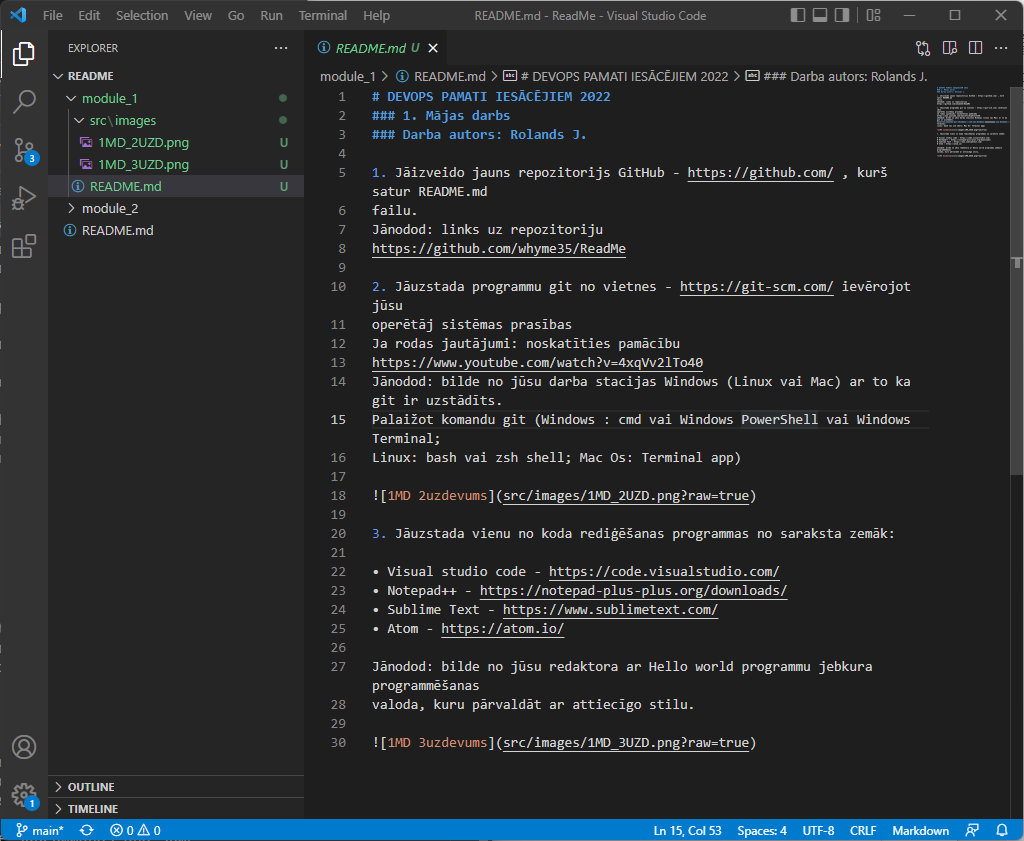 File Edit Selection View Go Run Terminal Help README.md - ReadMe - Visual Studio Code
EXPLORER ···
README.md U
README
module_1
src\images
1MD_2UZD.png U
1MD_3UZD.png U
README.md U
module_2
README.md
3
module_1 > README.md > # DEVOPS PAMATI IESĀCĒJIEM 2022 > ### Darba autors: Rolands J.
1 # DEVOPS PAMATI IESĀCĒJIEM 2022
2 ### 1. Mājas darbs
3 ### Darba autors: Rolands J.
4
5 1. Jāizveido jauns repozitorijs GitHub - https://github.com/ , kurš
satur README.md
6 failu.
7 Jānodod: links uz repozitoriju
8 https://github.com/whyme35/ReadMe
9
10 2. Jāuzstada programmu git no vietnes - https://git-scm.com/ ievērojot
jūsu
11 operētāj sistēmas prasības
12 Ja rodas jautājumi: noskatīties pamācību
13 https://www.youtube.com/watch?v=4xqVv2lTo40
14 Jānodod: bilde no jūsu darba stacijas Windows (Linux vai Mac) ar to ka
git ir uzstādīts.
15 Palaižot komandu git (Windows : cmd vai Windows PowerShell vai Windows
Terminal;
16 Linux: bash vai zsh shell; Mac Os: Terminal app)
17
18 ![1MD 2uzdevums](src/images/1MD_2UZD.png?raw=true)
19
20 3. Jāuzstada vienu no koda rediģēšanas programmas no saraksta zemāk:
21
22 • Visual studio code - https://code.visualstudio.com/
23 • Notepad++ - https://notepad-plus-plus.org/downloads/
24 • Sublime Text - https://www.sublimetext.com/
25 • Atom - https://atom.io/
26
27 Jānodod: bilde no jūsu redaktora ar Hello world programmu jebkura
programmēšanas
28 valoda, kuru pārvaldāt ar attiecīgo stilu.
29
30 ![1MD 3uzdevums](src/images/1MD_3UZD.png?raw=true)
OUTLINE
TIMELINE
1
main* 0 0 Ln 15, Col 53 Spaces: 4 UTF-8 CRLF Markdown